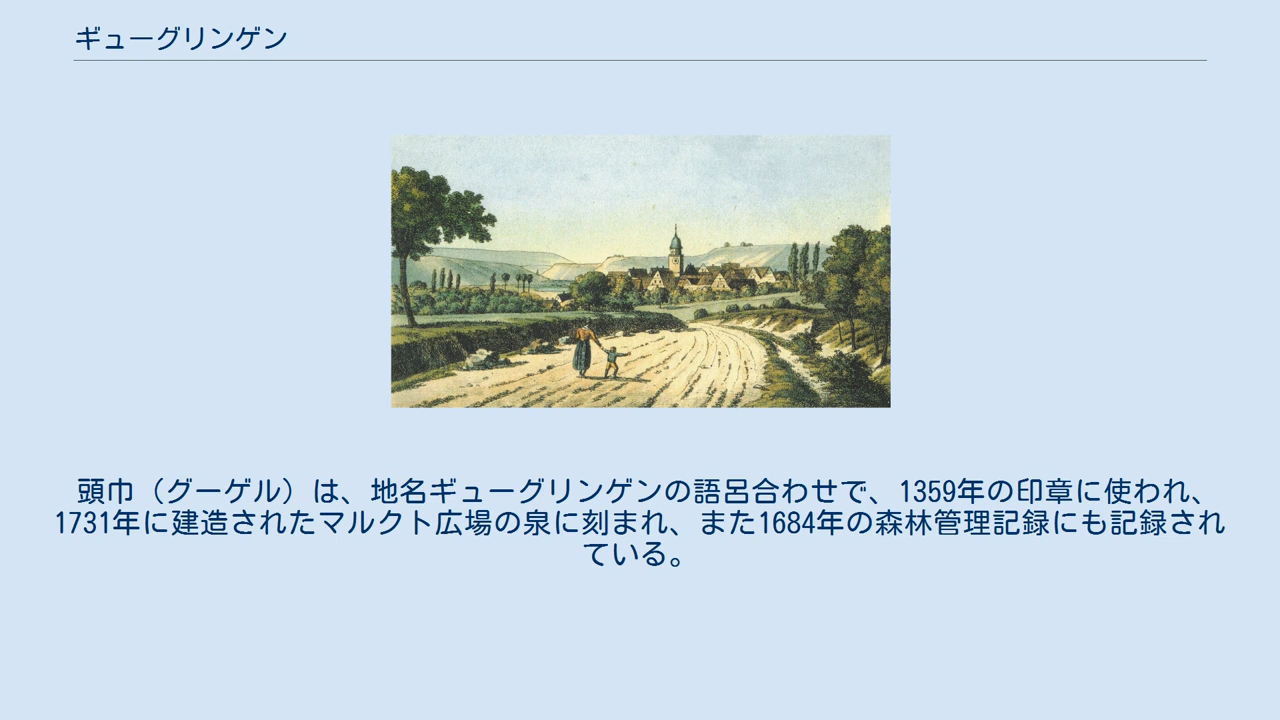 ギューグリンゲン
頭巾（グーゲル）は、地名ギューグリンゲンの語呂合わせで、1359年の印章に使われ、
1731年に建造されたマルクト広場の泉に刻まれ、また1684年の森林管理記録にも記録され
ている。